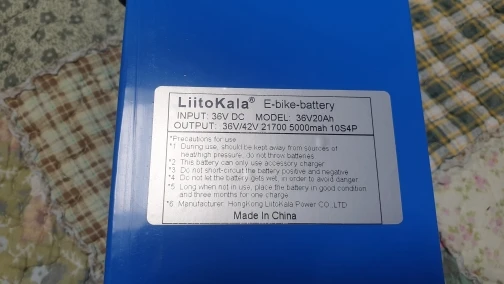 LiitoKala® E-bike-battery
INPUT: 36V DC MODEL: 36V20Ah
OUTPUT: 36V/42V 21700 5000mah 10S4P
*Precautions for use
*1 During use, should be kept away from sources of
heat/high pressure, do not throw batteries
*2 This battery can only use accessory charger
*3 Do not short-circuit the battery positive and negative
*4 Do not let the battery gets wet, in order to avoid danger
*5 Long when not in use, place the battery in good condition
and three months for one charge
*6 Manufacturer: HongKong LiitoKala Power CO.,LTD
Made In China